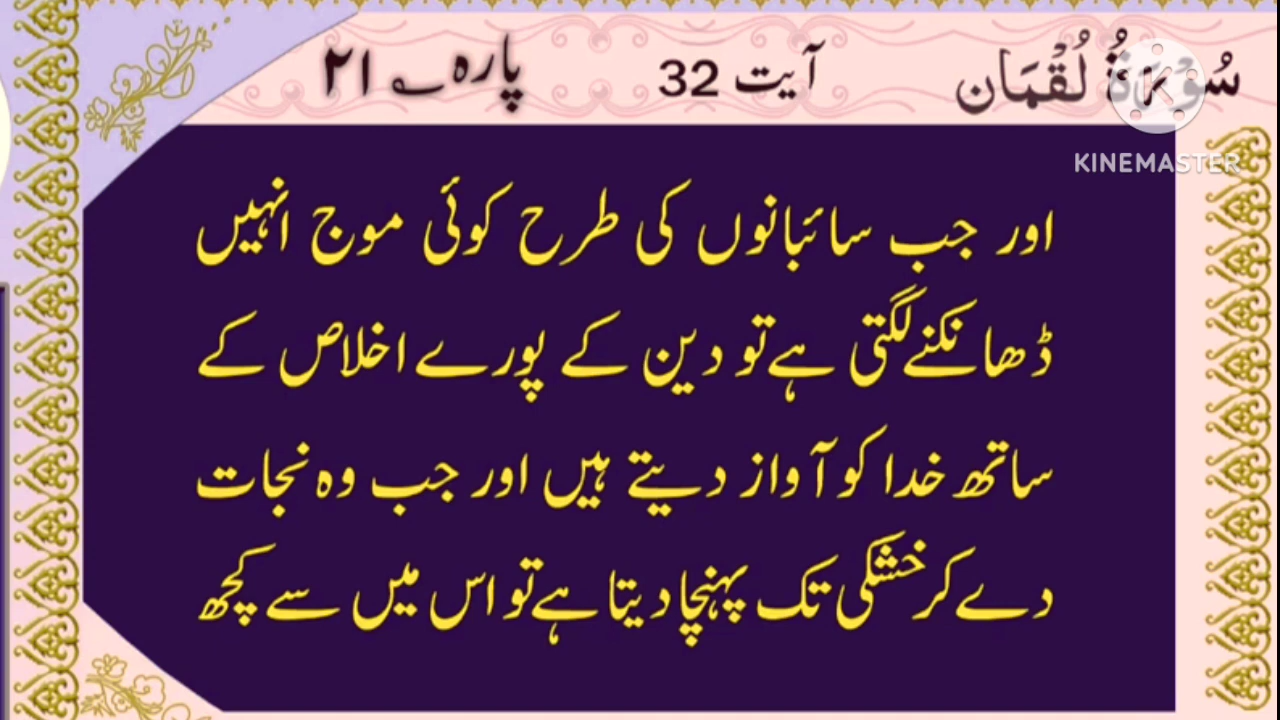 سُوْرَةُ لُقْمَان آیت 32 پارہ ۲۱
KINEMASTER
اور جب سائبانوں کی طرح کوئی موج انہیں
ڈھانکنے لگتی ہے تو دین کے پورے اخلاص کے
ساتھ خدا کو آواز دیتے ہیں اور جب وہ نجات
دے کر خشکی تک پہنچا دیتا ہے تو اس میں سے کچھ